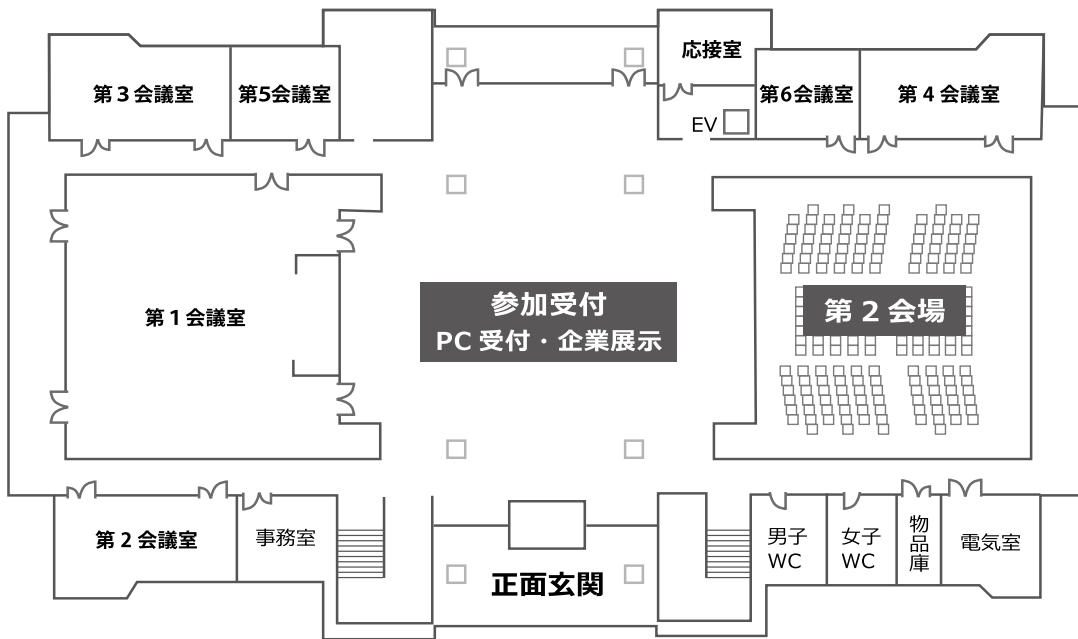 応接室
第3会議室
第5会議室
第6会議室
第4会議室
EV
第1会議室
参加受付
PC 受付・企業展示
第2会場
第2会議室
事務室
正面玄関
男子
WC
女子
WC
物品庫
電気室